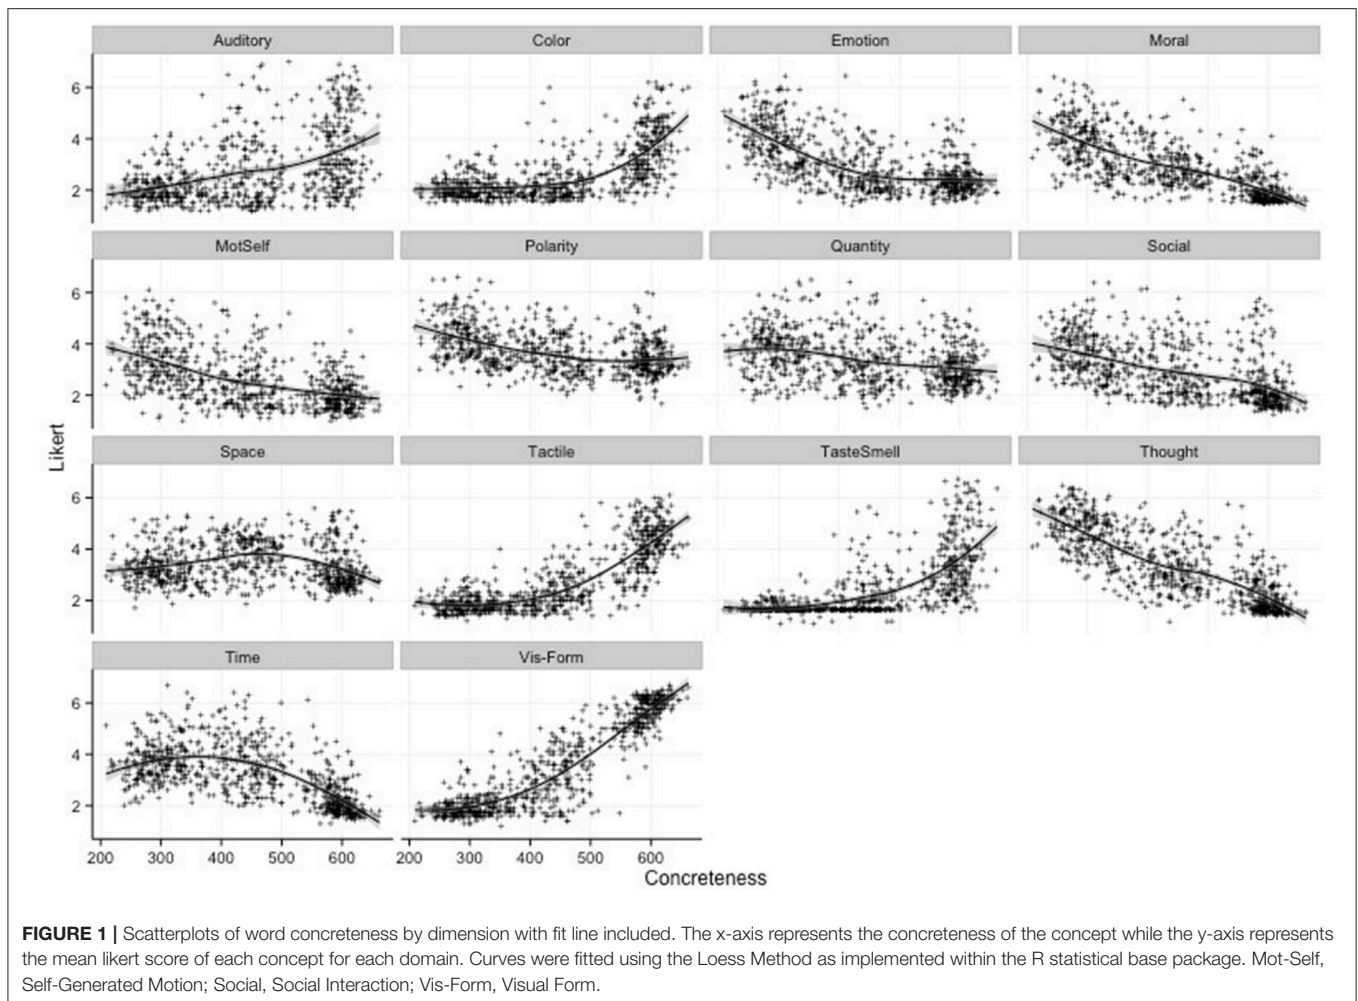 Auditory Color Emotion Moral
6
4
2
MotSelf Polarity Quantity Social
6
4
2
Likert
Space Tactile TasteSmell Thought
6
4
2
Time Vis-Form
6
4
2
200 300 400 500 600 200 300 400 500 600
Concreteness
FIGURE 1 | Scatterplots of word concreteness by dimension with fit line included. The x-axis represents the concreteness of the concept while the y-axis represents
the mean likert score of each concept for each domain. Curves were fitted using the Loess Method as implemented within the R statistical base package. Mot-Self,
Self-Generated Motion; Social, Social Interaction; Vis-Form, Visual Form.